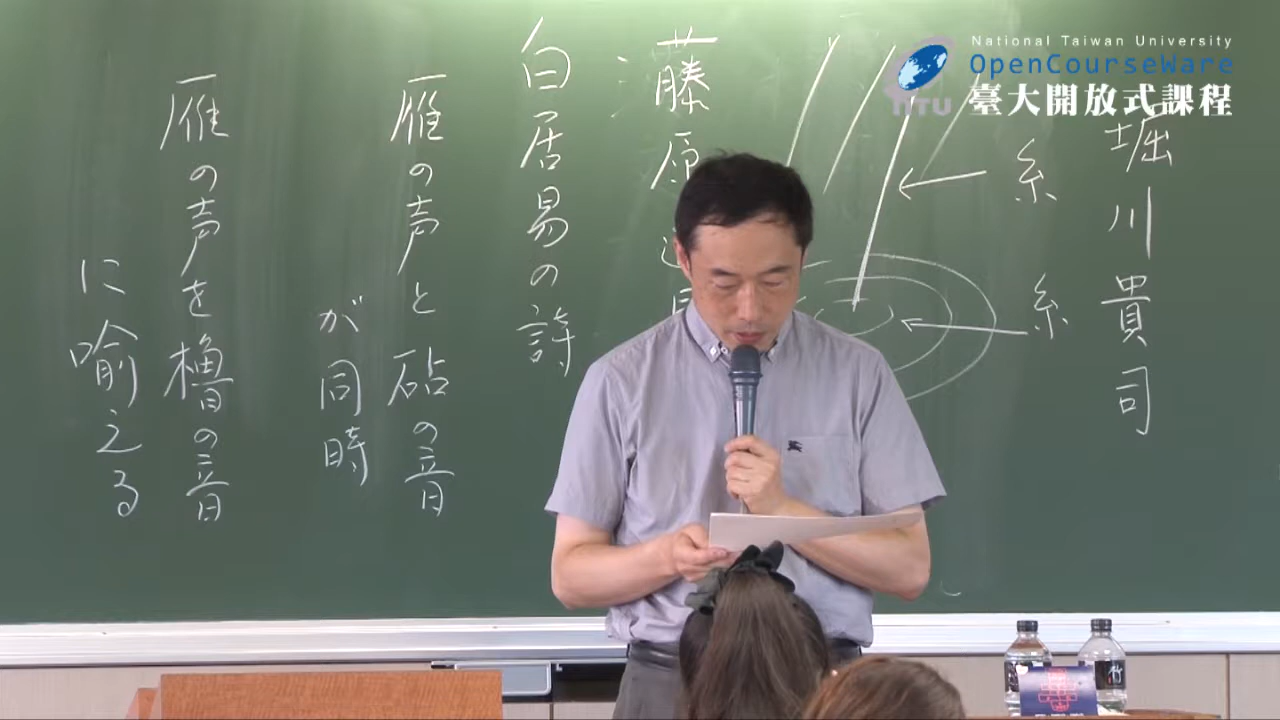 National Taiwan University
OpenCourseWare
臺大開放式課程
NTU
堀川貴司
糸
糸
藤原
白居易の詩
雁の声と砧の音
が同時
雁の声を櫓の音
に喩える